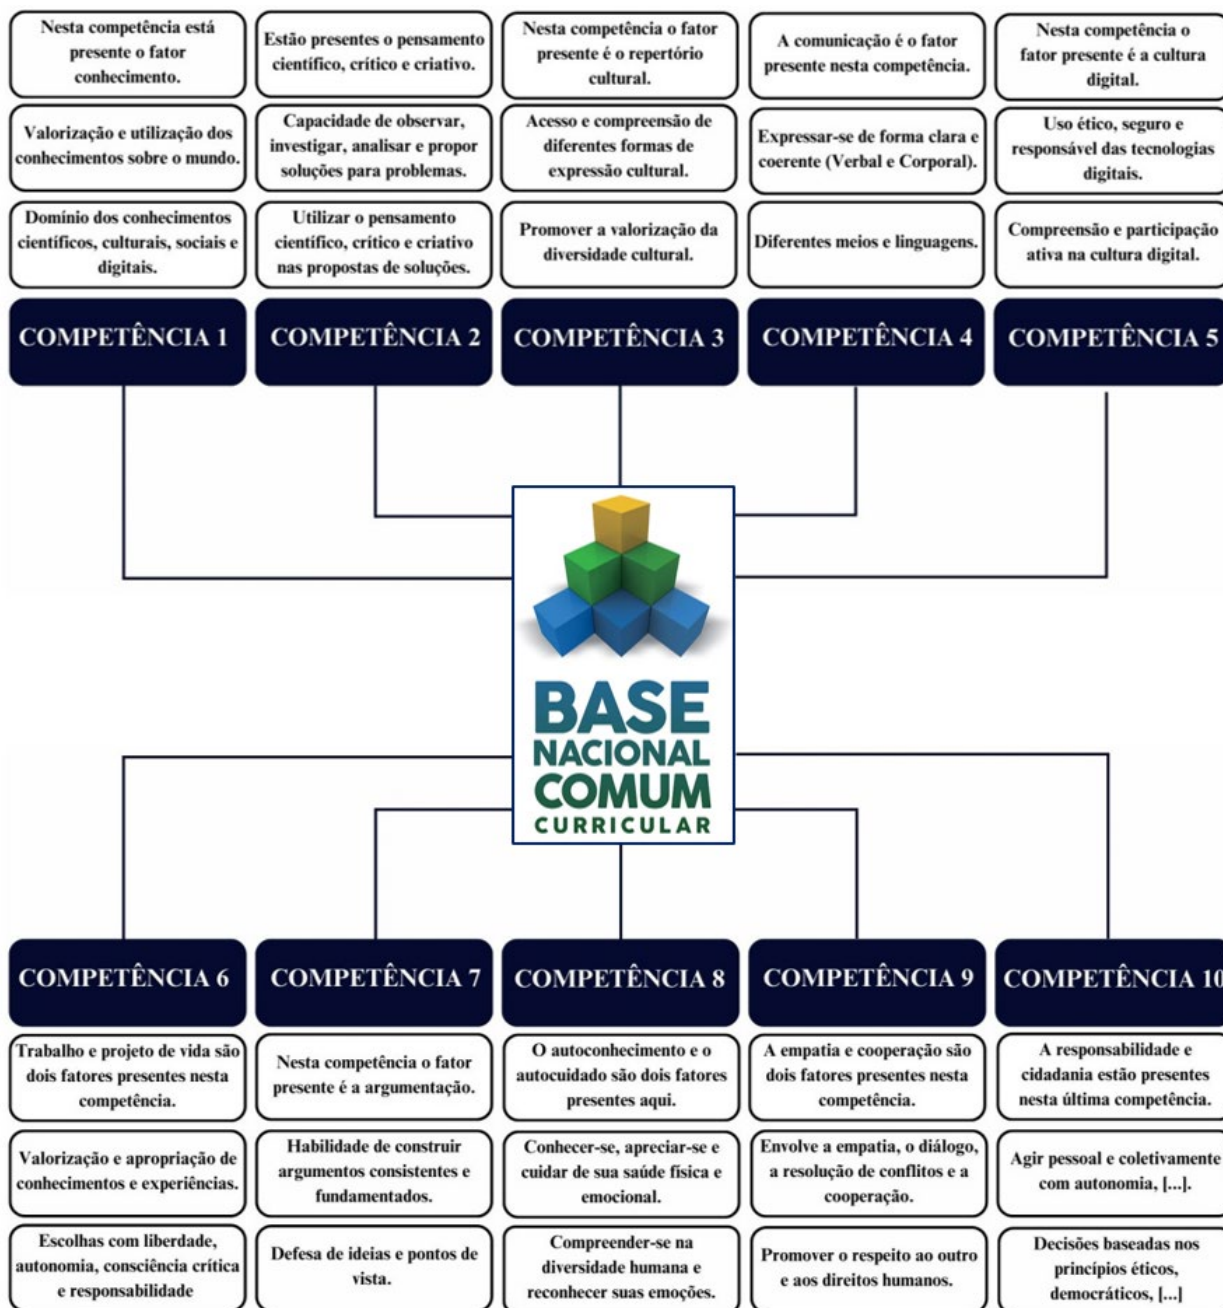 Nesta competência está
presente o fator
conhecimento.
Estão presentes o pensamento
científico, crítico e criativo.
Nesta competência o fator
presente é o repertório
cultural.
A comunicação é o fator
presente nesta competência.
Nesta competência o
fator presente é a cultura
digital.
Valorização e utilização dos
conhecimentos sobre o mundo.
Capacidade de observar,
investigar, analisar e propor
soluções para problemas.
Acesso e compreensão de
diferentes formas de
expressão cultural.
Expressar-se de forma clara e
coerente (Verbal e Corporal).
Uso ético, seguro e
responsável das tecnologias
digitais.
Domínio dos conhecimentos
científicos, culturais, sociais e
digitais.
Utilizar o pensamento
científico, crítico e criativo
nas propostas de soluções.
Promover a valorização da
diversidade cultural.
Diferentes meios e linguagens.
Compreensão e participação
ativa na cultura digital.
COMPETÊNCIA 1
COMPETÊNCIA 2
COMPETÊNCIA 3
COMPETÊNCIA 4
COMPETÊNCIA 5
BASE
NACIONAL
COMUM
CURRICULAR
COMPETÊNCIA 6
COMPETÊNCIA 7
COMPETÊNCIA 8
COMPETÊNCIA 9
COMPETÊNCIA 10
Trabalho e projeto de vida são
dois fatores presentes nesta
competência.
Nesta competência o fator
presente é a argumentação.
O autoconhecimento e o
autocuidado são dois fatores
presentes aqui.
A empatia e cooperação são
dois fatores presentes nesta
competência.
A responsabilidade e
cidadania estão presentes
nesta última competência.
Valorização e apropriação de
conhecimentos e experiências.
Habilidade de construir
argumentos consistentes e
fundamentados.
Conhecer-se, apreciar-se e
cuidar de sua saúde física e
emocional.
Envolve a empatia, o diálogo,
a resolução de conflitos e a
cooperação.
Agir pessoal e coletivamente
com autonomia, [...].
Escolhas com liberdade,
autonomia, consciência crítica
e responsabilidade
Defesa de ideias e pontos de
vista.
Compreender-se na
diversidade humana e
reconhecer suas emoções.
Promover o respeito ao outro
e aos direitos humanos.
Decisões baseadas nos
princípios éticos,
democráticos, [...]